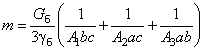 m = G₆/3γ₆ (1/A₁bc + 1/A₂ac + 1/A₃ab)